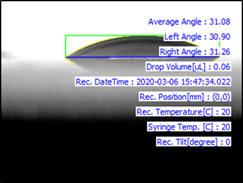 Average Angle : 31.08
Left Angle : 30.90
Right Angle : 31.26
Drop Volume[uL] : 0.06
Rec. DateTime : 2020-03-06 15:47:34.022
Rec. Position[mm] : (0,0)
Rec. Temperature[C] : 20
Syringe Temp. [C] : 20
Rec. Tilt[degree] : 0